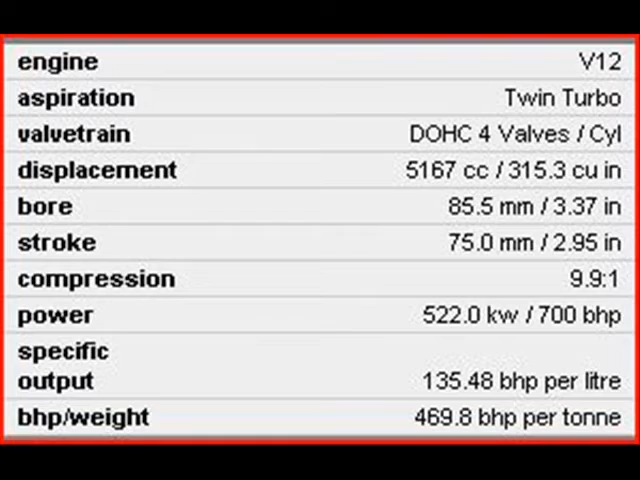 engine V12
aspiration Twin Turbo
valvetrain DOHC 4 Valves / Cyl
displacement 5167 cc / 315.3 cu in
bore 85.5 mm / 3.37 in
stroke 75.0 mm / 2.95 in
compression 9.9:1
power 522.0 kw / 700 bhp
specific
output 135.48 bhp per litre
bhp/weight 469.8 bhp per tonne